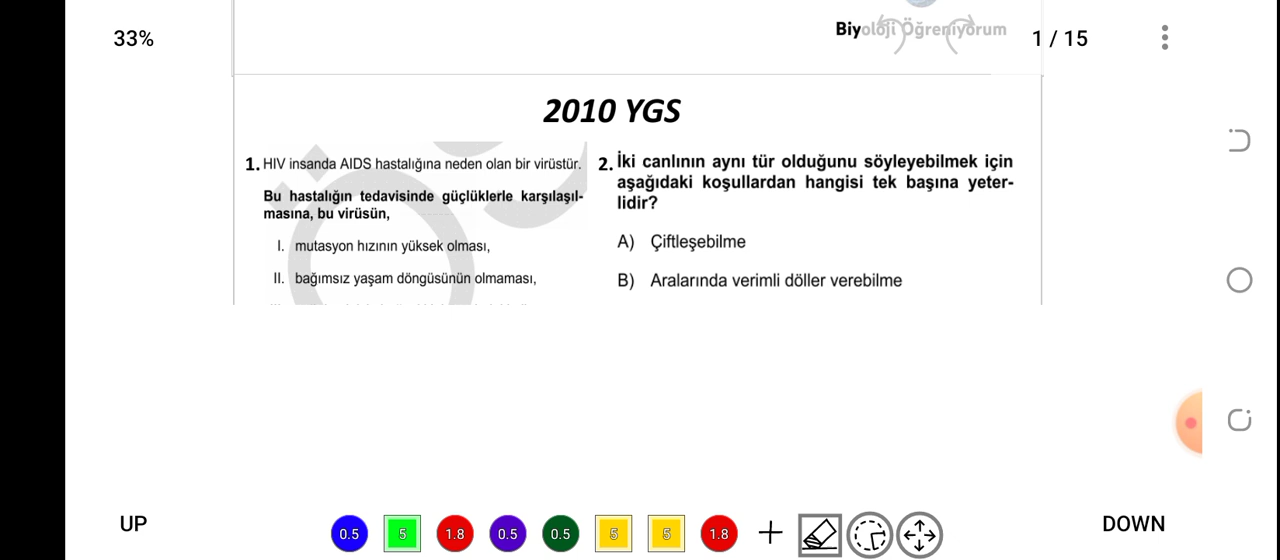 33%
Biyoloji Öğreniyorum
1 / 15
2010 YGS
1. HIV insanda AIDS hastalığına neden olan bir virüstür.
Bu hastalığın tedavisinde güçlüklerle karşılaşıl-
masına, bu virüsün,
I. mutasyon hızının yüksek olması,
II. bağımsız yaşam döngüsünün olmaması,
2. İki canlının aynı tür olduğunu söyleyebilmek için
aşağıdaki koşullardan hangisi tek başına yeter-
lidir?
A) Çiftleşebilme
B) Aralarında verimli döller verebilme
UP
0.5
5
1.8
0.5
0.5
5
5
1.8
DOWN